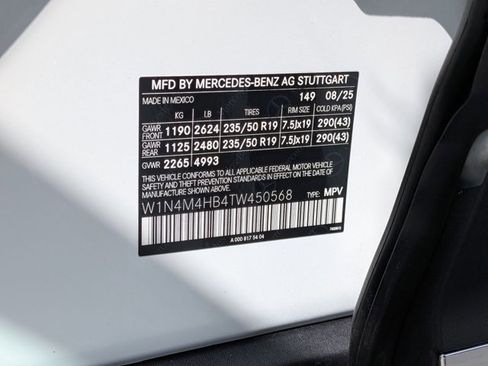 MFD BY MERCEDES-BENZ AG STUTTGART
MADE IN MEXICO 149 08/25
KG LB TIRES RIM SIZE COLD KPA(PSI)
GAWR FRONT 1190 2624 235/50 R19 7.5Jx19 290(43)
GAWR REAR 1125 2480 235/50 R19 7.5Jx19 290(43)
GVWR 2265 4993
THIS VEHICLE CONFORMS TO ALL APPLICABLE FEDERAL MOTOR VEHICLE
SAFETY STANDARDS IN EFFECT ON THE DATE OF
MANUFACTURE SHOWN ABOVE.
W1N4M4HB4TW450568 TYPE: MPV
A 000 817 54 04